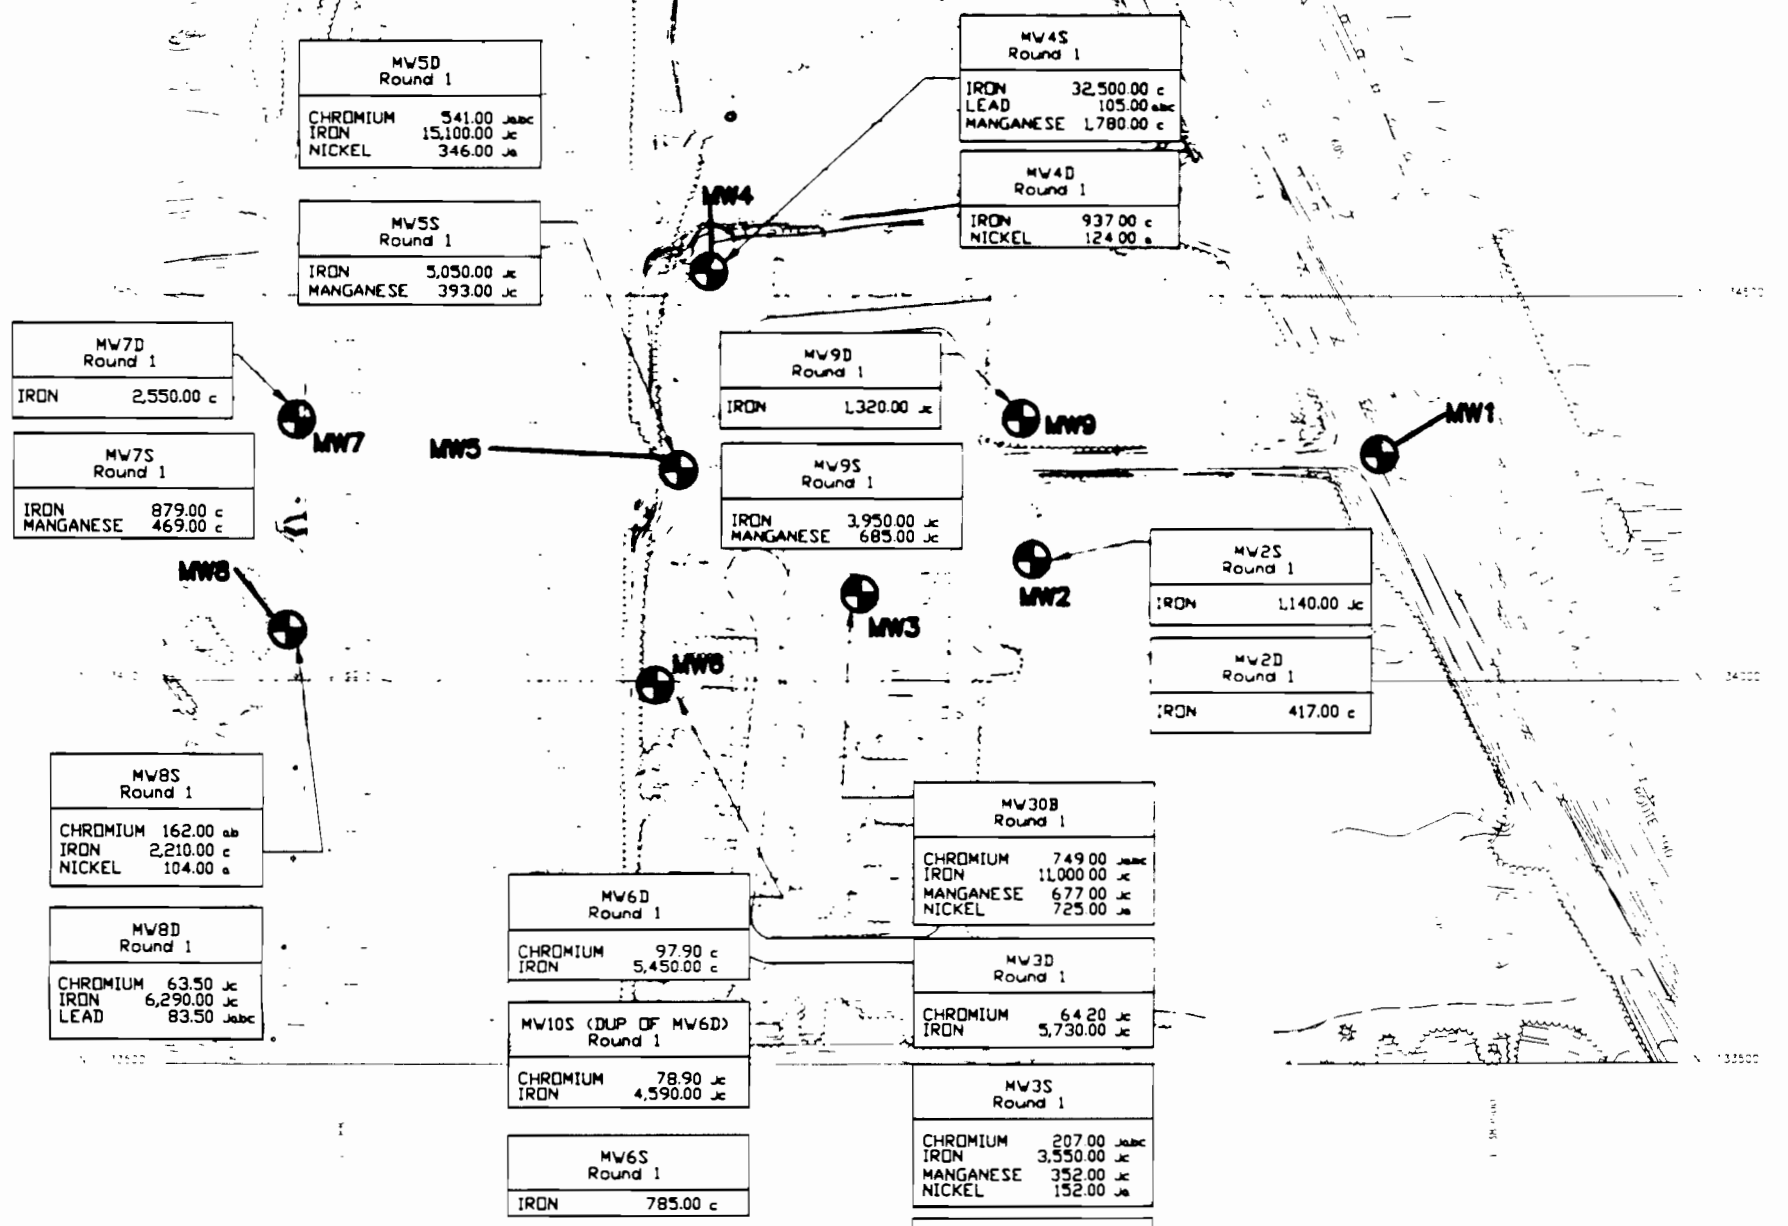 MW5D
Round 1
CHROMIUM 541.00 Jabc
IRON 15,100.00 Jc
NICKEL 346.00 Ja
MW4S
Round 1
IRON 32,500.00 c
LEAD 105.00 abc
MANGANESE 1,780.00 c
MW4D
Round 1
IRON 937.00 c
NICKEL 124.00 a
MW4
MW5S
Round 1
IRON 5,050.00 Jc
MANGANESE 393.00 Jc
MW7D
Round 1
IRON 2,550.00 c
MW7
MW7S
Round 1
IRON 879.00 c
MANGANESE 469.00 c
MW5
MW9D
Round 1
IRON 1,320.00 Jc
MW9
MW9S
Round 1
IRON 3,950.00 Jc
MANGANESE 685.00 Jc
MW1
MW2S
Round 1
IRON 1,140.00 Jc
MW2
MW2D
Round 1
IRON 417.00 c
MW8
MW3
MW6
MW8S
Round 1
CHROMIUM 162.00 ab
IRON 2,210.00 c
NICKEL 104.00 a
MW8D
Round 1
CHROMIUM 63.50 Jc
IRON 6,290.00 Jc
LEAD 83.50 Jabc
MW6D
Round 1
CHROMIUM 97.90 c
IRON 5,450.00 c
MW10S (DUP OF MW6D)
Round 1
CHROMIUM 78.90 Jc
IRON 4,590.00 Jc
MW6S
Round 1
IRON 785.00 c
MW30B
Round 1
CHROMIUM 749.00 Jabc
IRON 11,000.00 Jc
MANGANESE 677.00 Jc
NICKEL 725.00 Ja
MW3D
Round 1
CHROMIUM 64.20 Jc
IRON 5,730.00 Jc
MW3S
Round 1
CHROMIUM 207.00 Jabc
IRON 3,550.00 Jc
MANGANESE 352.00 Jc
NICKEL 152.00 Ja